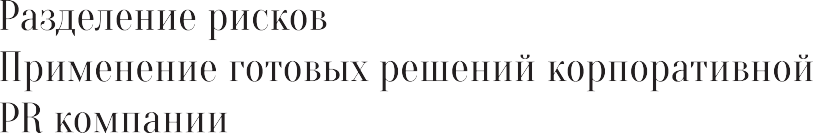 Разделение рисков
Применение готовых решений корпоративной
PR компании